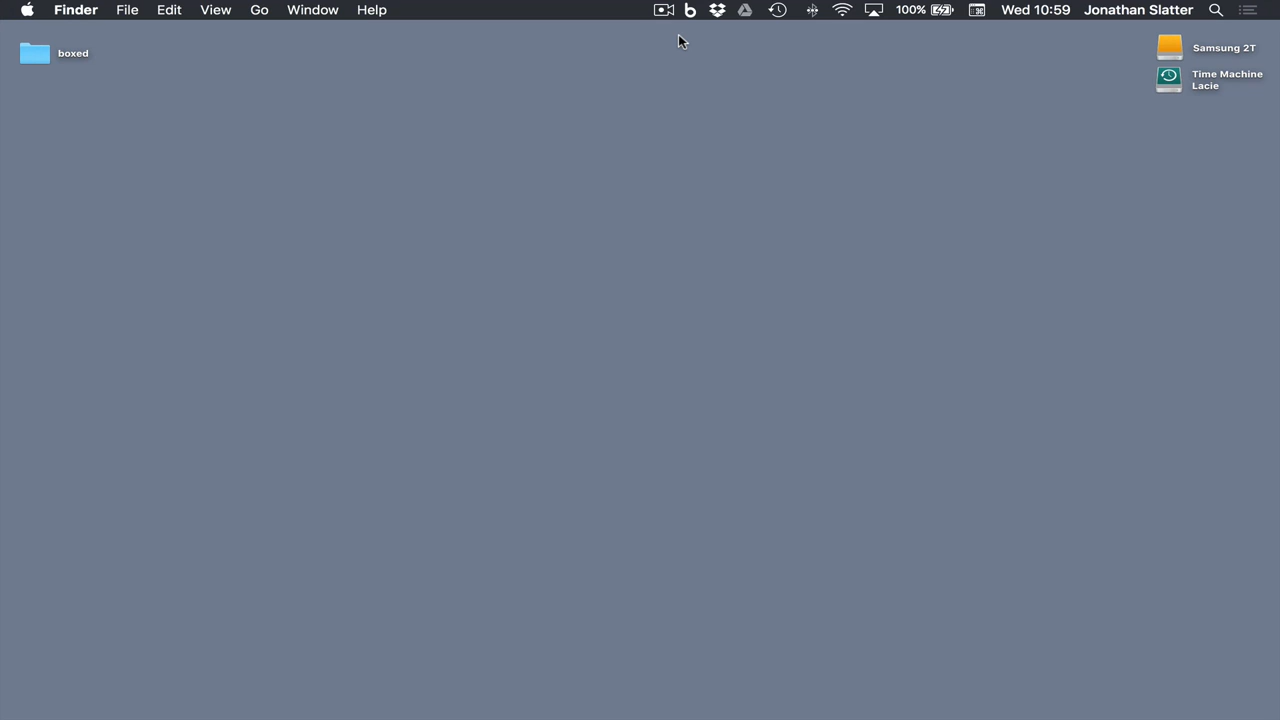 Finder File Edit View Go Window Help 100% Wed 10:59 Jonathan Slatter
boxed
Samsung 2T
Time Machine
Lacie